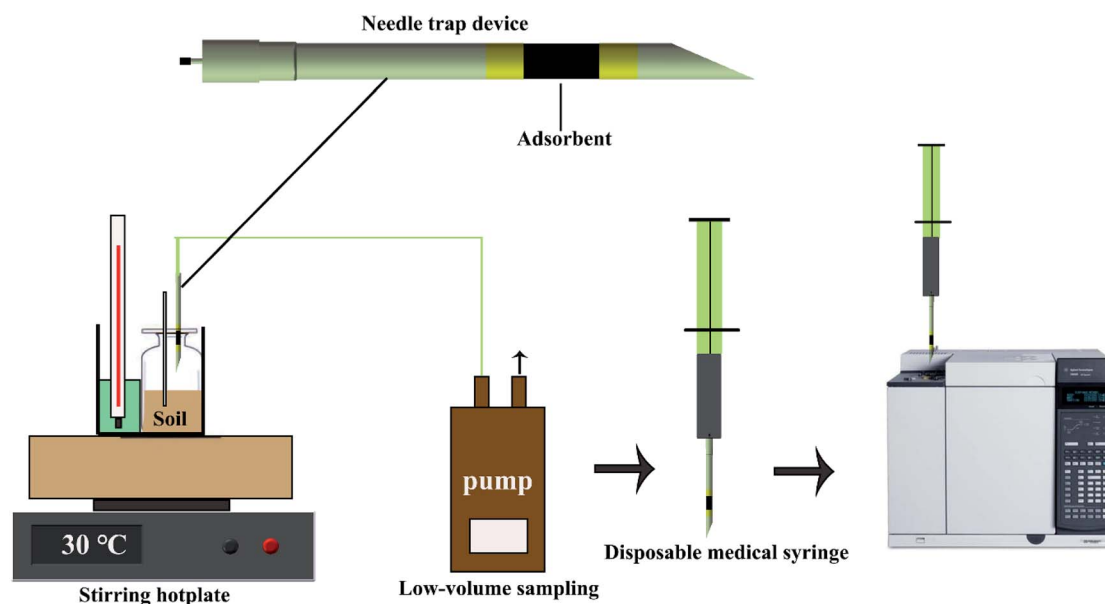 Needle trap device
Adsorbent
Soil
pump
30 °C
Disposable medical syringe
Low-volume sampling
Stirring hotplate